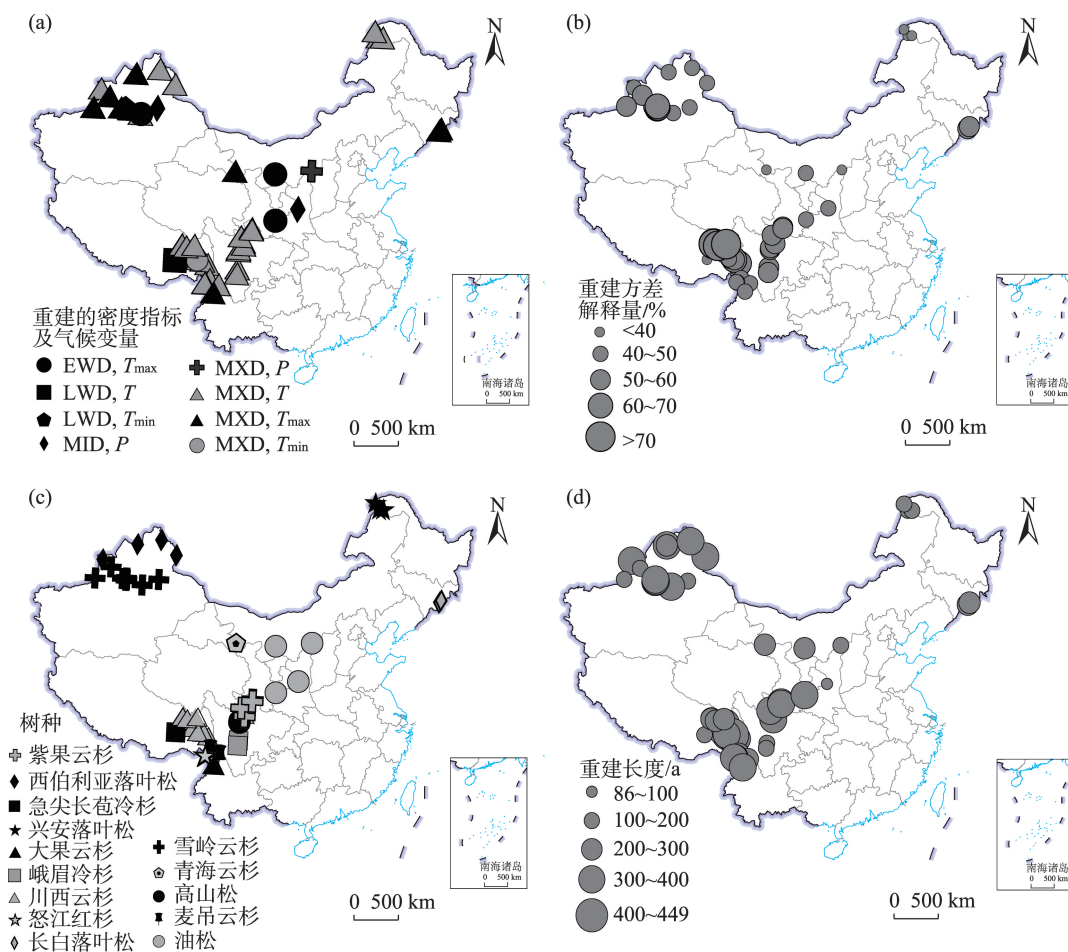 (a)
N
重建的密度指标
及气候变量
EWD, Tmax
LWD, T
LWD, Tmin
MID, P
MXD, P
MXD, T
MXD, Tmax
MXD, Tmin
0 500 km
南海诸岛
0 500 km
(b)
N
重建方差
解释量/%
<40
40~50
50~60
60~70
>70
0 500 km
南海诸岛
0 500 km
(c)
N
树种
紫果云杉
西伯利亚落叶松
急尖长苞冷杉
兴安落叶松
大果云杉
峨眉冷杉
川西云杉
怒江红杉
长白落叶松
雪岭云杉
青海云杉
高山松
麦吊云杉
油松
0 500 km
南海诸岛
0 500 km
(d)
N
重建长度/a
86~100
100~200
200~300
300~400
400~449
0 500 km
南海诸岛
0 500 km